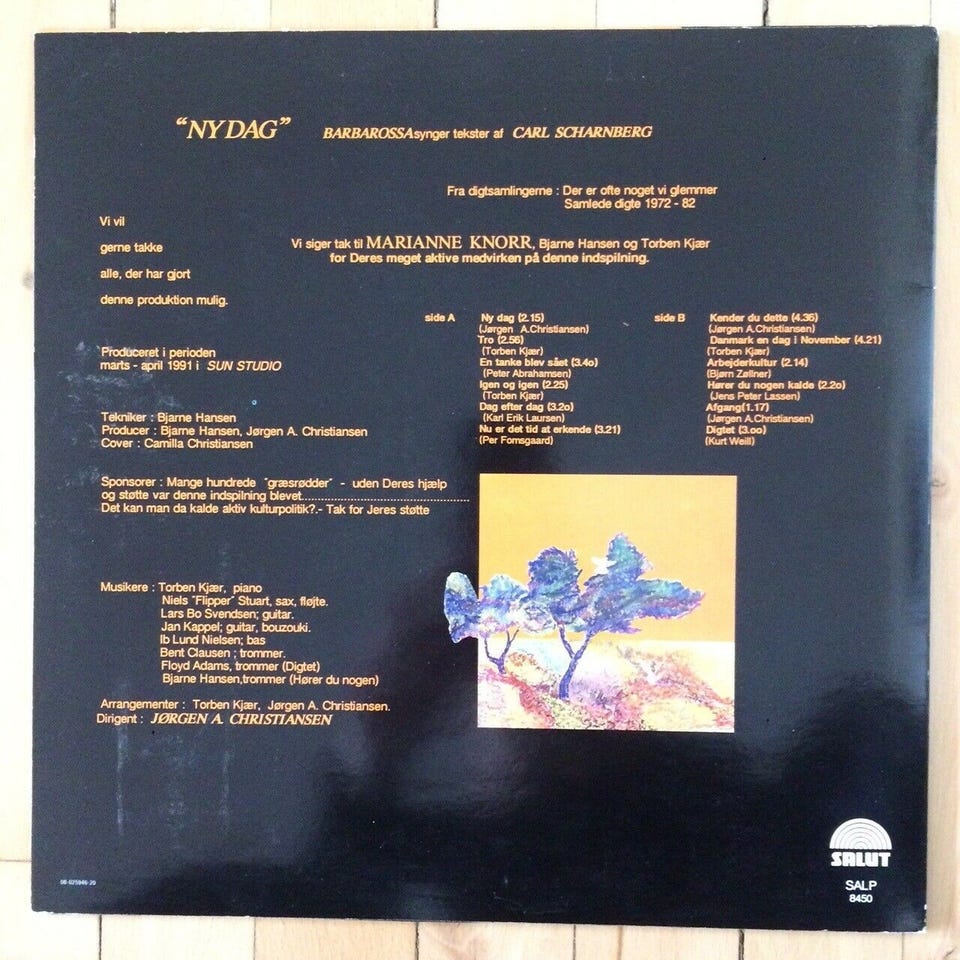 “NY DAG” BARBAROSSA synger tekster af CARL SCHARNBERG
Fra digtsamlingerne : Der er ofte noget vi glemmer
Samlede digte 1972 - 82
Vi vil
gerne takke
alle, der har gjort
denne produktion mulig.
Vi siger tak til MARIANNE KNORR, Bjarne Hansen og Torben Kjær
for Deres meget aktive medvirken på denne indspilning.
Produceret i perioden
marts - april 1991 i SUN STUDIO
Tekniker : Bjarne Hansen
Producer : Bjarne Hansen, Jørgen A. Christiansen
Cover : Camilla Christiansen
side A
Ny dag (2.15)
(Jørgen A.Christiansen)
Tro (2.56)
(Torben Kjær)
En tanke blev sået (3.4o)
(Peter Abrahamsen)
Igen og igen (2.25)
(Torben Kjær)
Dag efter dag (3.2o)
(Karl Erik Laursen)
Nu er det tid at erkende (3.21)
(Per Fornsgaard)
side B
Kender du dette (4.36)
(Jørgen A.Christiansen)
Danmark en dag i November (4.21)
(Torben Kjær)
Arbejderkultur (2.14)
(Bjørn Zøllner)
Hører du nogen kalde (2.2o)
(Jens Peter Lassen)
Afgang(1.17)
(Jørgen A.Christiansen)
Digtet (3.oo)
(Kurt Weill)
Sponsorer : Mange hundrede "græsrødder" - uden Deres hjælp
og støtte var denne indspilning blevet..........................................
Det kan man da kalde aktiv kulturpolitik?.- Tak for Jeres støtte
Musikere : Torben Kjær, piano
Niels "Flipper" Stuart, sax, fløjte.
Lars Bo Svendsen; guitar.
Jan Kappel; guitar, bouzouki.
Ib Lund Nielsen; bas
Bent Clausen ; trommer.
Floyd Adams, trommer (Digtet)
Bjarne Hansen,trommer (Hører du nogen)
Arrangementer : Torben Kjær, Jørgen A. Christiansen.
Dirigent : JØRGEN A. CHRISTIANSEN
SALUT
SALP
8450